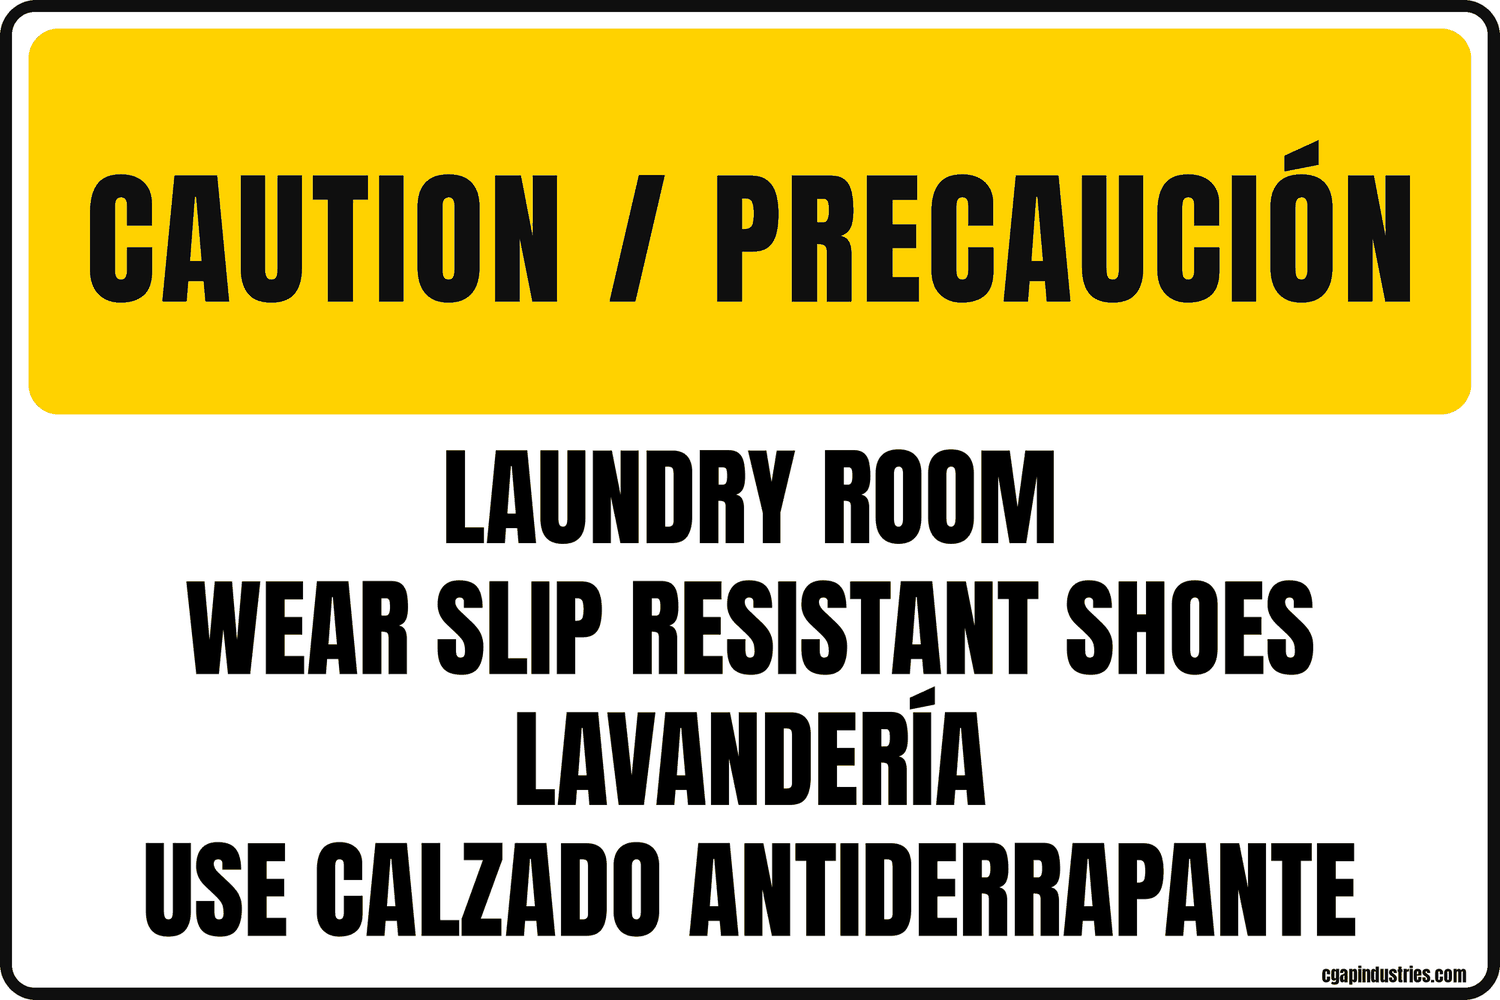 CAUTION / PRECAUCIÓN
LAUNDRY ROOM
WEAR SLIP RESISTANT SHOES
LAVANDERÍA
USE CALZADO ANTIDERRAPANTE
cgapindustries.com